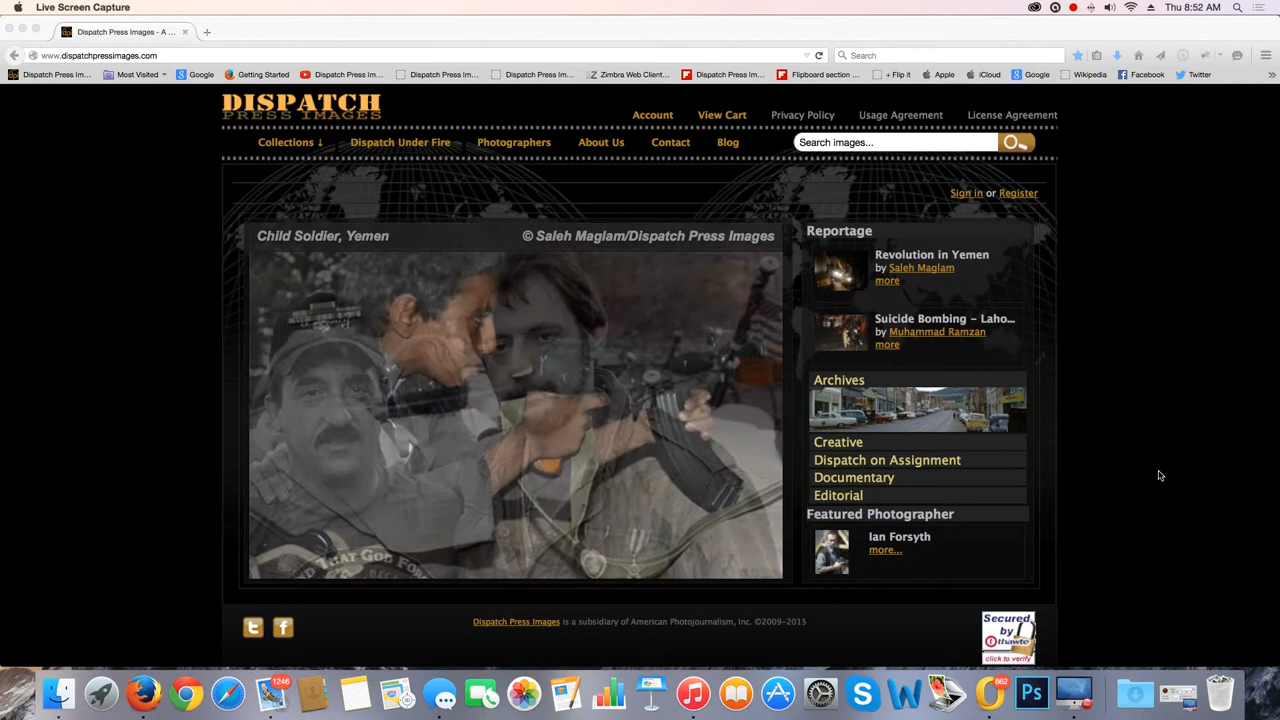 Live Screen Capture
Thu 8:52 AM
Dispatch Press Images - A ...
www.dispatchpressimages.com
Search
Dispatch Press Im...
Most Visited
Google
Getting Started
Dispatch Press Im...
Dispatch Press Im...
Dispatch Press Im...
Zimbra Web Client...
Dispatch Press Im...
Flipboard section ...
+ Flip it
Apple
iCloud
Google
Wikipedia
Facebook
Twitter
DISPATCH
PRESS IMAGES
Account
View Cart
Privacy Policy
Usage Agreement
License Agreement
Collections ↓
Dispatch Under Fire
Photographers
About Us
Contact
Blog
Search images...
Sign in or Register
Child Soldier, Yemen
© Saleh Maglam/Dispatch Press Images
Reportage
Revolution in Yemen
by Saleh Maglam
more
Suicide Bombing - Laho...
by Muhammad Ramzan
more
Archives
Creative
Dispatch on Assignment
Documentary
Editorial
Featured Photographer
Ian Forsyth
more...
Dispatch Press Images is a subsidiary of American Photojournalism, Inc. ©2009-2015
Secured
by
thawte
click to verify
1246
662
Ps